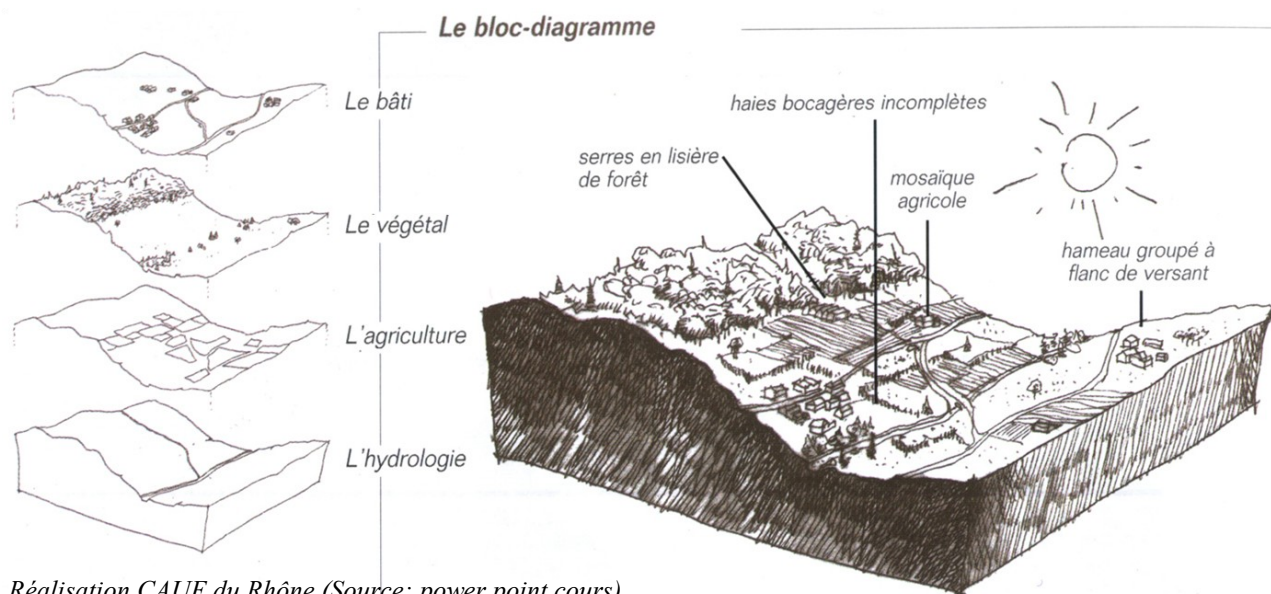 Le bloc-diagramme
Le bâti
Le végétal
L'agriculture
L'hydrologie
haies bocagères incomplètes
serres en lisière
de forêt
mosaïque
agricole
hameau groupé à
flanc de versant
Réalisation CAUE du Rhône (Source: power point cours)